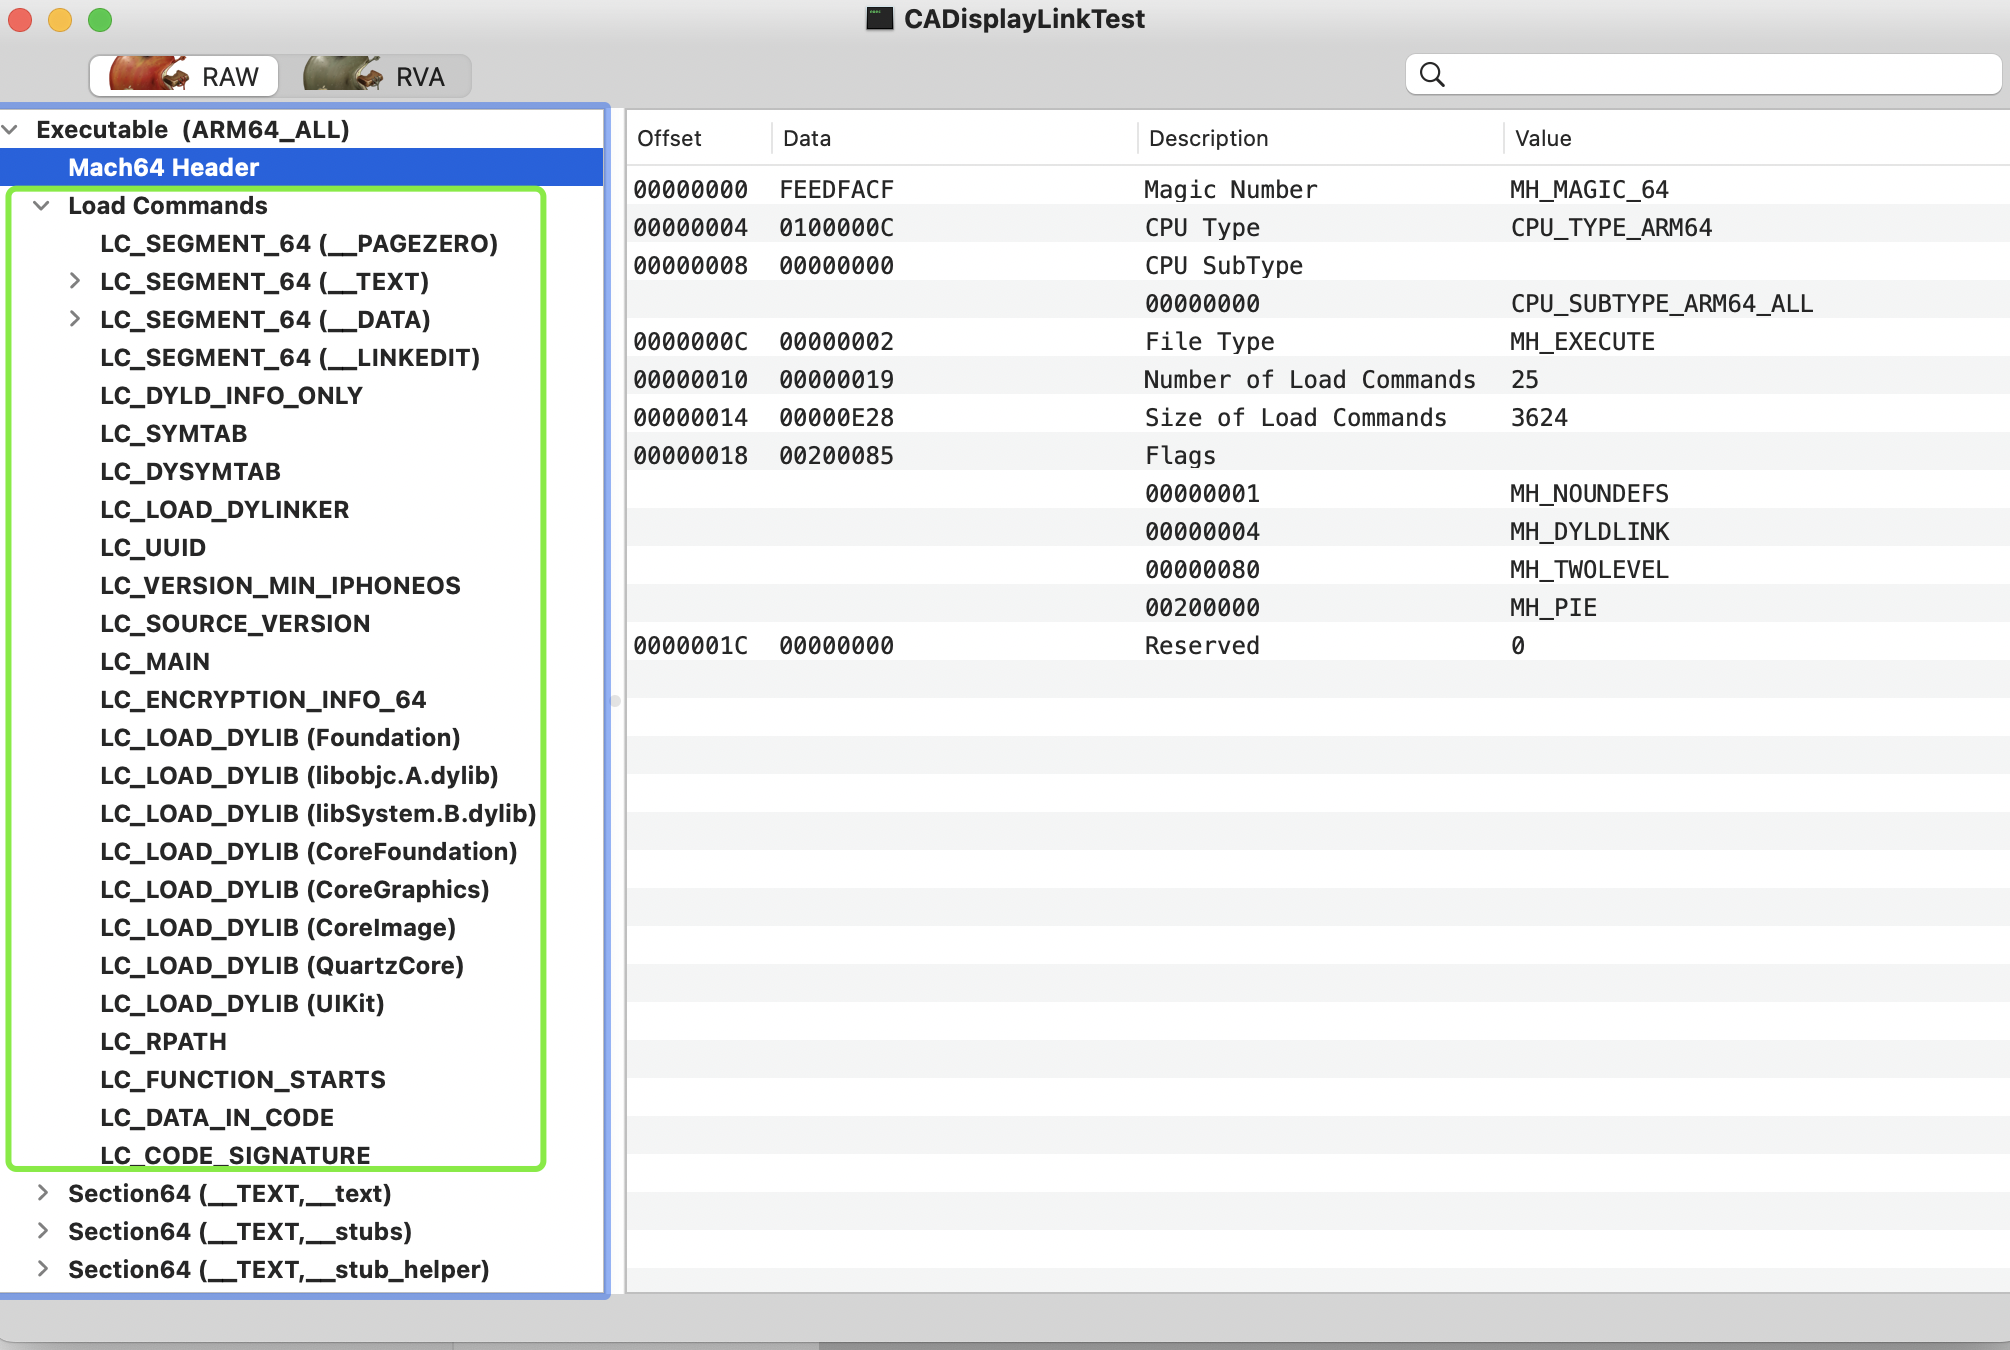 CADisplayLinkTest
RAW RVA
Executable (ARM64_ALL)
Mach64 Header
Load Commands
LC_SEGMENT_64 (__PAGEZERO)
LC_SEGMENT_64 (__TEXT)
LC_SEGMENT_64 (__DATA)
LC_SEGMENT_64 (__LINKEDIT)
LC_DYLD_INFO_ONLY
LC_SYMTAB
LC_DYSYMTAB
LC_LOAD_DYLINKER
LC_UUID
LC_VERSION_MIN_IPHONEOS
LC_SOURCE_VERSION
LC_MAIN
LC_ENCRYPTION_INFO_64
LC_LOAD_DYLIB (Foundation)
LC_LOAD_DYLIB (libobjc.A.dylib)
LC_LOAD_DYLIB (libSystem.B.dylib)
LC_LOAD_DYLIB (CoreFoundation)
LC_LOAD_DYLIB (CoreGraphics)
LC_LOAD_DYLIB (CoreImage)
LC_LOAD_DYLIB (QuartzCore)
LC_LOAD_DYLIB (UIKit)
LC_RPATH
LC_FUNCTION_STARTS
LC_DATA_IN_CODE
LC_CODE_SIGNATURE
Section64 (__TEXT,__text)
Section64 (__TEXT,__stubs)
Section64 (__TEXT,__stub_helper)
Offset Data Description Value
00000000 FEEDFACF Magic Number MH_MAGIC_64
00000004 0100000C CPU Type CPU_TYPE_ARM64
00000008 00000000 CPU SubType
00000000 CPU_SUBTYPE_ARM64_ALL
0000000C 00000002 File Type MH_EXECUTE
00000010 00000019 Number of Load Commands 25
00000014 00000E28 Size of Load Commands 3624
00000018 00200085 Flags
00000001 MH_NOUNDEFS
00000004 MH_DYLDLINK
00000080 MH_TWOLEVEL
00200000 MH_PIE
0000001C 00000000 Reserved 0